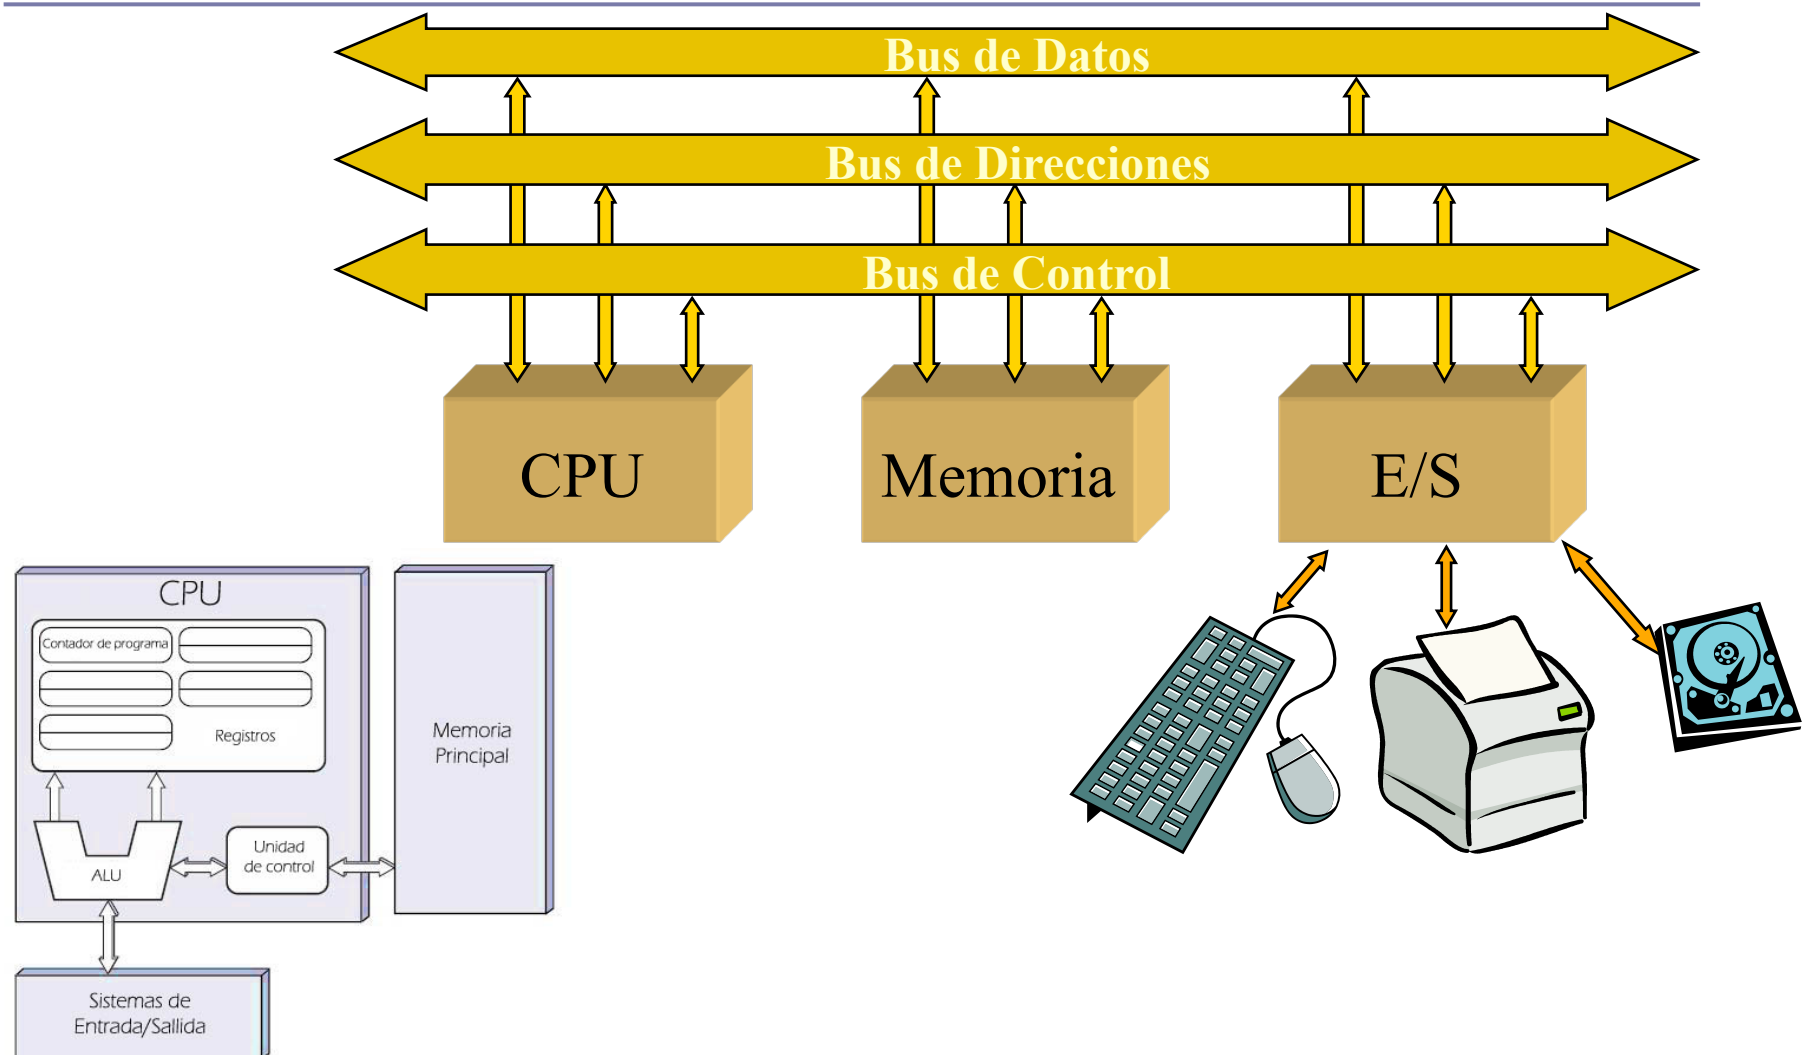 Bus de Datos
Bus de Direcciones
Bus de Control
CPU
Memoria
E/S
CPU
Contador de programa
Registros
Memoria
Principal
Unidad
de control
ALU
Sistemas de
Entrada/Sallida